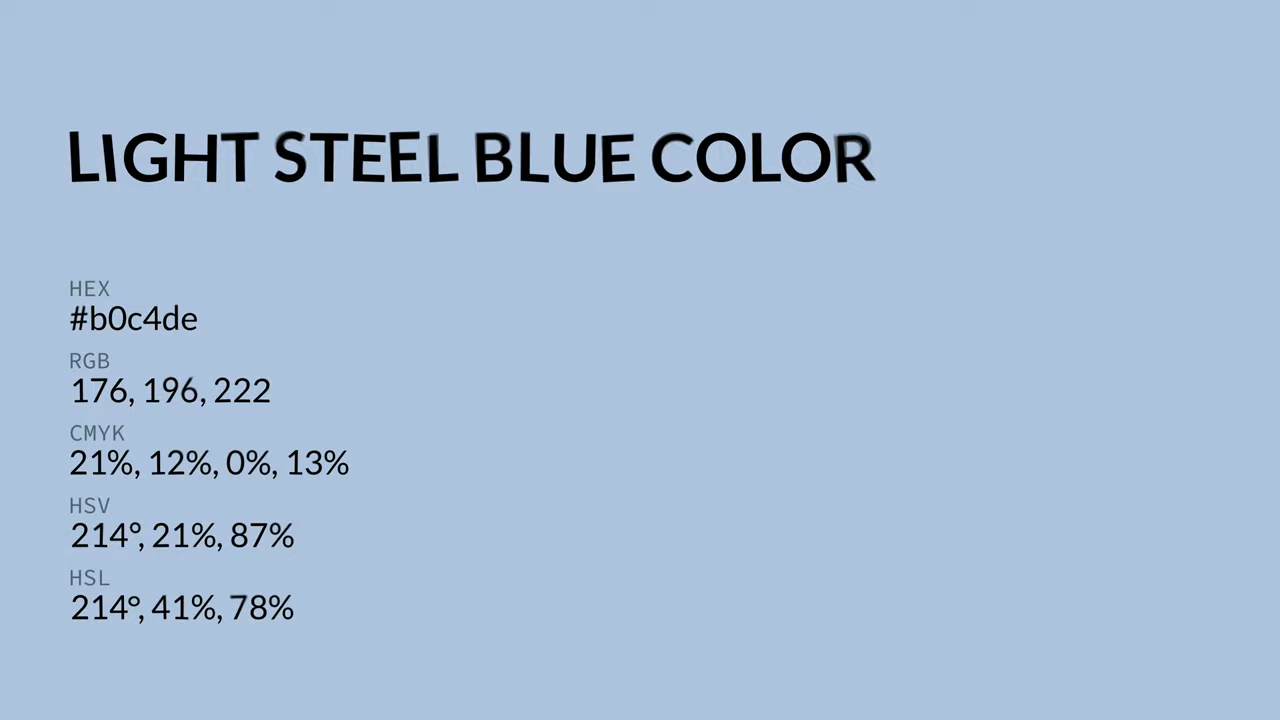 LIGHT STEEL BLUE COLOR
HEX
#b0c4de
RGB
176, 196, 222
CMYK
21%, 12%, 0%, 13%
HSV
214°, 21%, 87%
HSL
214°, 41%, 78%